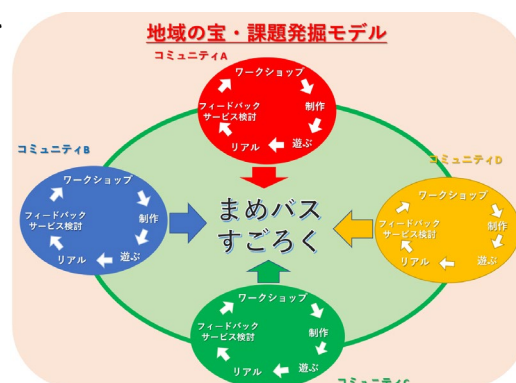 地域の宝・課題発掘モデル
コミュニティA
ワークショップ
制作
遊ぶ
リアル
フィードバック
サービス検討
コミュニティB
ワークショップ
制作
遊ぶ
リアル
フィードバック
サービス検討
まめバス
すごろく
コミュニティD
ワークショップ
制作
遊ぶ
リアル
フィードバック
サービス検討
ワークショップ
制作
遊ぶ
リアル
フィードバック
サービス検討